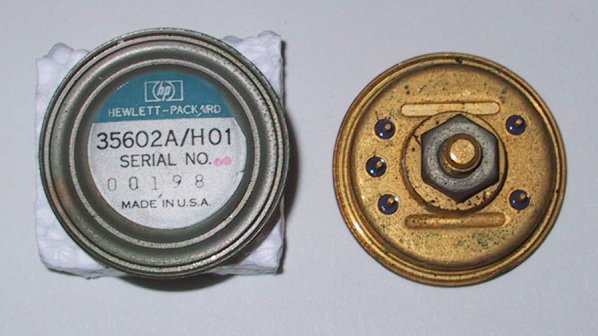 hp
HEWLETT-PACKARD
35602A/H01
SERIAL NO.
00198
MADE IN U.S.A.